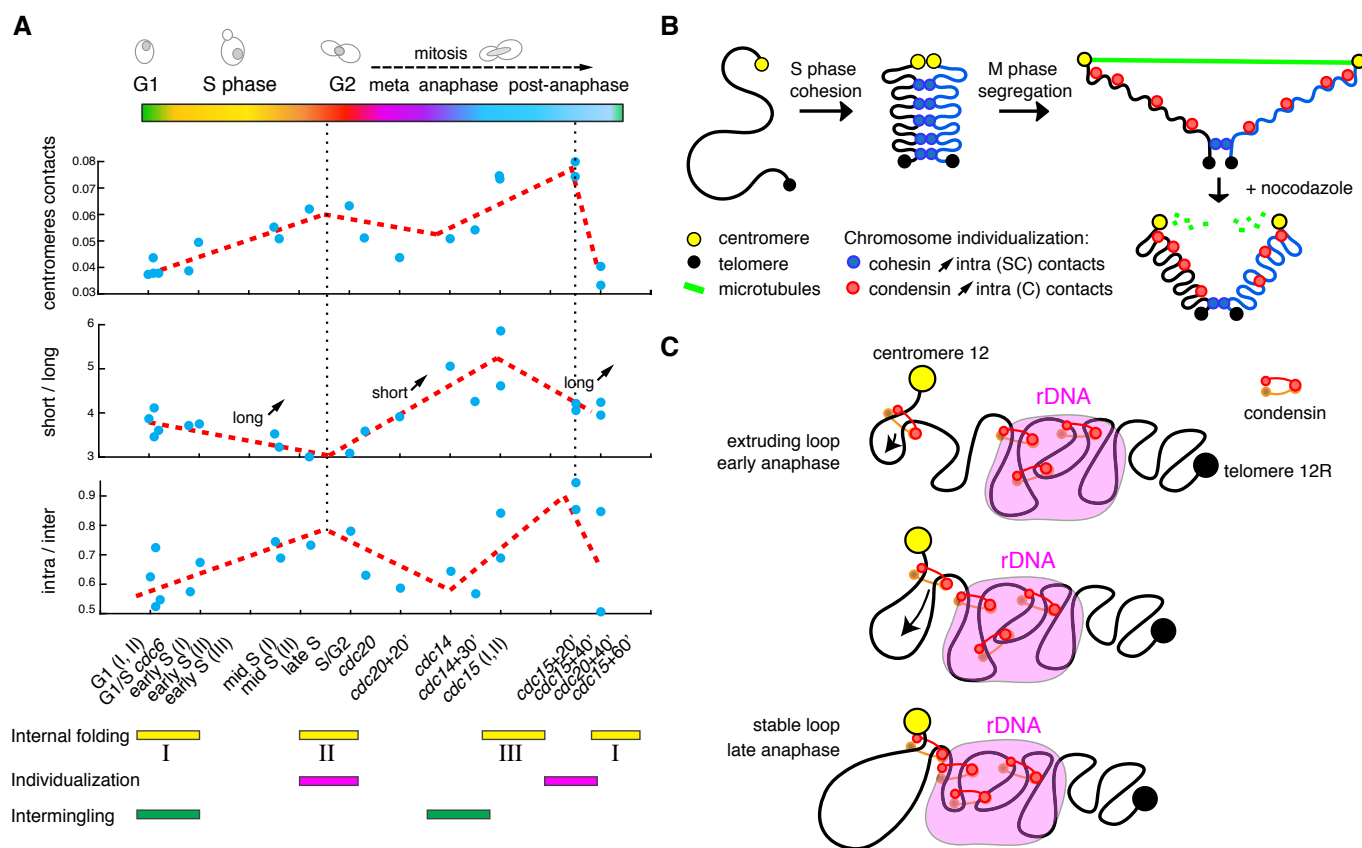 A
mitosis
G1
S phase
G2
meta
anaphase
post-anaphase
centromeres contacts
0.08
0.07
0.06
0.05
0.04
0.03
short / long
6
5
4
3
long
short
long
intra / inter
0.9
0.8
0.7
0.6
0.5
G1 (I, II)
G1/S cdc6
early S (I)
early S (II)
early S (III)
mid S (I)
mid S (II)
late S
S/G2
cdc20
cdc20+20'
cdc14
cdc14+30'
cdc15 (I,II)
cdc15+20'
cdc15+40'
cdc20+40'
cdc15+60'
Internal folding
I
II
III
I
Individualization
Intermingling
B
S phase
cohesion
M phase
segregation
+ nocodazole
centromere
telomere
microtubules
Chromosome individualization:
cohesin intra (SC) contacts
condensin intra (C) contacts
C
centromere 12
rDNA
condensin
extruding loop
early anaphase
telomere 12R
rDNA
stable loop
late anaphase
rDNA